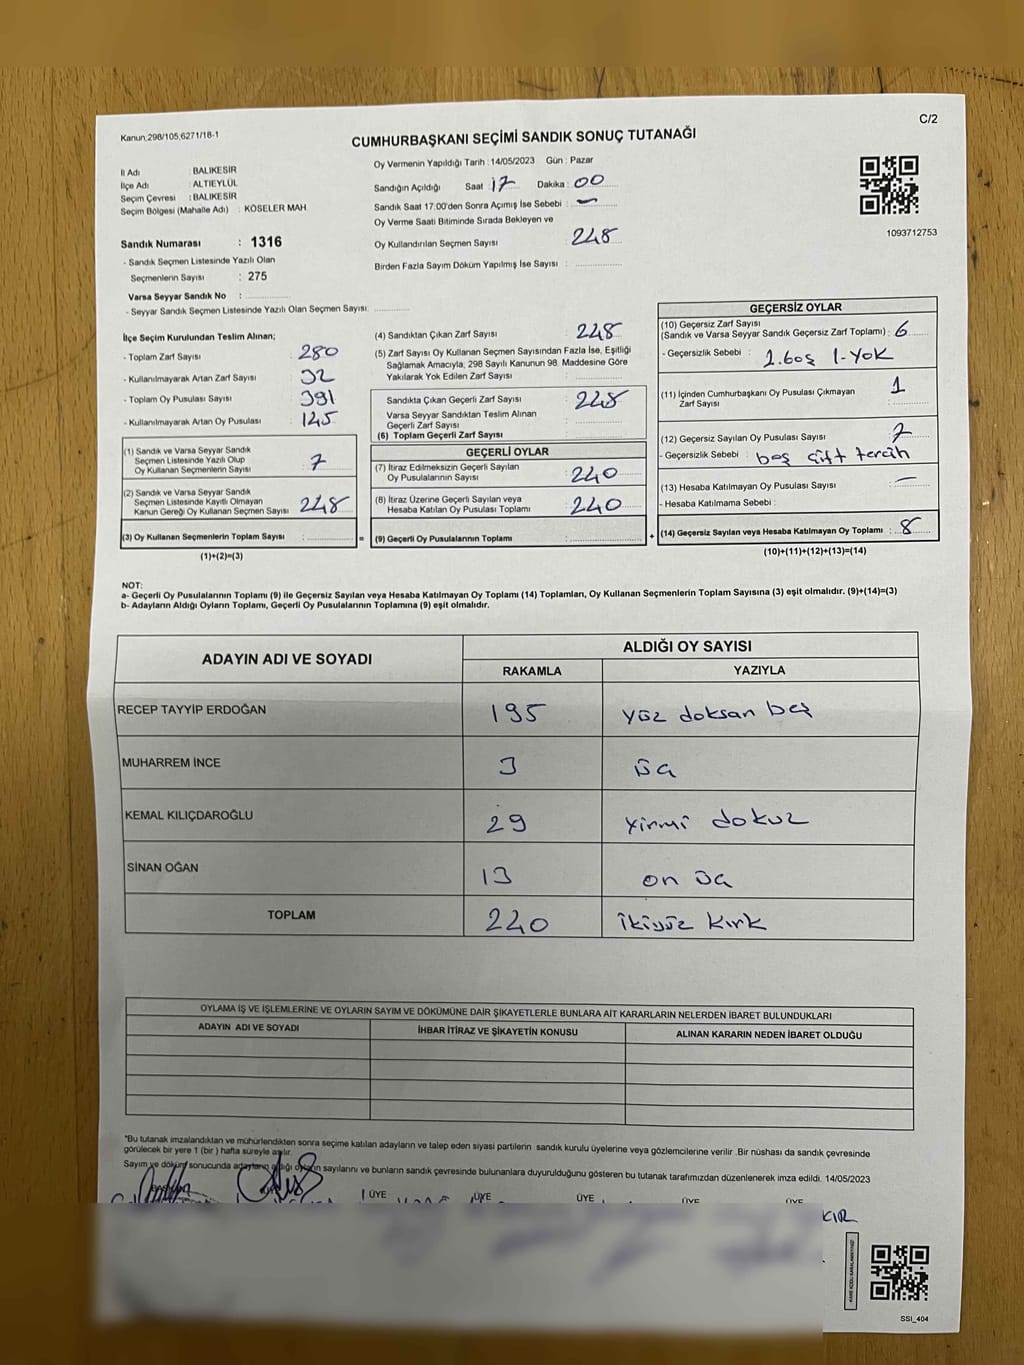 C/2
Kanun,298/105,6271/18-1
CUMHURBAŞKANI SEÇİMİ SANDIK SONUÇ TUTANAĞI
İl Adı : BALIKESİR
İlçe Adı : ALTIEYLÜL
Seçim Çevresi : BALIKESİR
Seçim Bölgesi (Mahalle Adı) : KÖSELER MAH.
Sandık Numarası : 1316
- Sandık Seçmen Listesinde Yazılı Olan
Seçmenlerin Sayısı : 275
Varsa Seyyar Sandık No :
- Seyyar Sandık Seçmen Listesinde Yazılı Olan Seçmen Sayısı:
Oy Vermenin Yapıldığı Tarih : 14/05/2023 Gün : Pazar
Sandığın Açıldığı Saat : 17 Dakika : 00
Sandık Saat 17:00'den Sonra Açımış İse Sebebi : —
Oy Verme Saati Bitiminde Sırada Bekleyen ve
Oy Kullandırılan Seçmen Sayısı : 248
Birden Fazla Sayım Döküm Yapılmış İse Sayısı :
1093712753
İlçe Seçim Kurulundan Teslim Alınan;
- Toplam Zarf Sayısı : 280
- Kullanılmayarak Artan Zarf Sayısı : 32
- Toplam Oy Pusulası Sayısı : 391
- Kullanılmayarak Artan Oy Pusulası : 145
(1) Sandık ve Varsa Seyyar Sandık
Seçmen Listesinde Yazılı Olup
Oy Kullanan Seçmenlerin Sayısı : 7
(2) Sandık ve Varsa Seyyar Sandık
Seçmen Listesinde Kayıtlı Olmayan
Kanun Gereği Oy Kullanan Seçmen Sayısı : 248
(3) Oy Kullanan Seçmenlerin Toplam Sayısı :
(1)+(2)=(3)
(4) Sandıktan Çıkan Zarf Sayısı : 248
(5) Zarf Sayısı Oy Kullanan Seçmen Sayısından Fazla İse, Eşitliği
Sağlamak Amacıyla, 298 Sayılı Kanunun 98. Maddesine Göre
Yakılarak Yok Edilen Zarf Sayısı :
Sandıkta Çıkan Geçerli Zarf Sayısı : 248
Varsa Seyyar Sandıktan Teslim Alınan
Geçerli Zarf Sayısı :
(6) Toplam Geçerli Zarf Sayısı :
GEÇERLİ OYLAR
(7) İtiraz Edilmeksizin Geçerli Sayılan
Oy Pusulalarının Sayısı : 240
(8) İtiraz Üzerine Geçerli Sayılan veya
Hesaba Katılan Oy Pusulası Toplamı : 240
= (9) Geçerli Oy Pusulalarının Toplamı :
GEÇERSİZ OYLAR
(10) Geçersiz Zarf Sayısı
(Sandık ve Varsa Seyyar Sandık Geçersiz Zarf Toplamı) : 6
- Geçersizlik Sebebi : 2.boş 1-YOK
(11) İçinden Cumhurbaşkanı Oy Pusulası Çıkmayan
Zarf Sayısı : 1
(12) Geçersiz Sayılan Oy Pusulası Sayısı : 7
- Geçersizlik Sebebi : boş çift tercih
(13) Hesaba Katılmayan Oy Pusulası Sayısı : —
- Hesaba Katılmama Sebebi :
+ (14) Geçersiz Sayılan veya Hesaba Katılmayan Oy Toplamı : 8
(10)+(11)+(12)+(13)=(14)
NOT:
a- Geçerli Oy Pusulalarının Toplamı (9) ile Geçersiz Sayılan veya Hesaba Katılmayan Oy Toplamı (14) Toplamları, Oy Kullanan Seçmenlerin Toplam Sayısına (3) eşit olmalıdır. (9)+(14)=(3)
b- Adayların Aldığı Oyların Toplamı, Geçerli Oy Pusulalarının Toplamına (9) eşit olmalıdır.
ADAYIN ADI VE SOYADI ALDIĞI OY SAYISI
RAKAMLA YAZIYLA
RECEP TAYYİP ERDOĞAN 195 yüz doksan beş
MUHARREM İNCE 3 üç
KEMAL KILIÇDAROĞLU 29 yirmi dokuz
SİNAN OĞAN 13 on üç
TOPLAM 240 ikiyüz kırk
OYLAMA İŞ VE İŞLEMLERİNE VE OYLARIN SAYIM VE DÖKÜMÜNE DAİR ŞİKAYETLERLE BUNLARA AİT KARARLARIN NELERDEN İBARET BULUNDUKLARI
ADAYIN ADI VE SOYADI İHBAR İTİRAZ VE ŞİKAYETİN KONUSU ALINAN KARARIN NEDEN İBARET OLDUĞU
*Bu tutanak imzalandıktan ve mühürlendikten sonra seçime katılan adayların ve talep eden siyasi partilerin sandık kurulu üyelerine veya gözlemcilerine verilir .Bir nüshası da sandık çevresinde
görülecek bir yere 1 (bir ) hafta süreyle asılır.
Sayım ve döküm sonucunda adayların aldığı oyların sayılarını ve bunların sandık çevresinde bulunanlara duyurulduğunu gösteren bu tutanak tarafımızdan düzenlenerek imza edildi. 14/05/2023
ÜYE ÜYE ÜYE ÜYE ÜYE
SSI_404